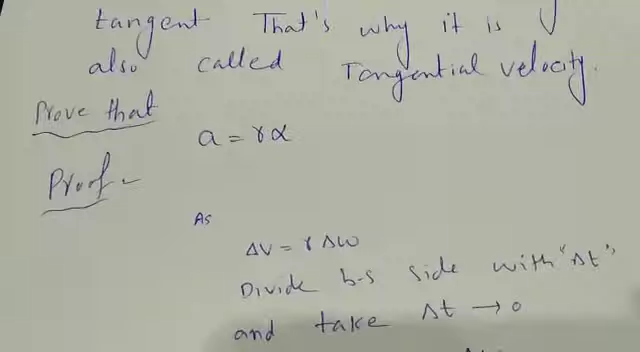 tangent That's why it is
also called Tangential velocity.
Prove that
a = rα
Proof-
As
ΔV = r Δω
Divide b-s side with "Δt"
and take Δt → 0